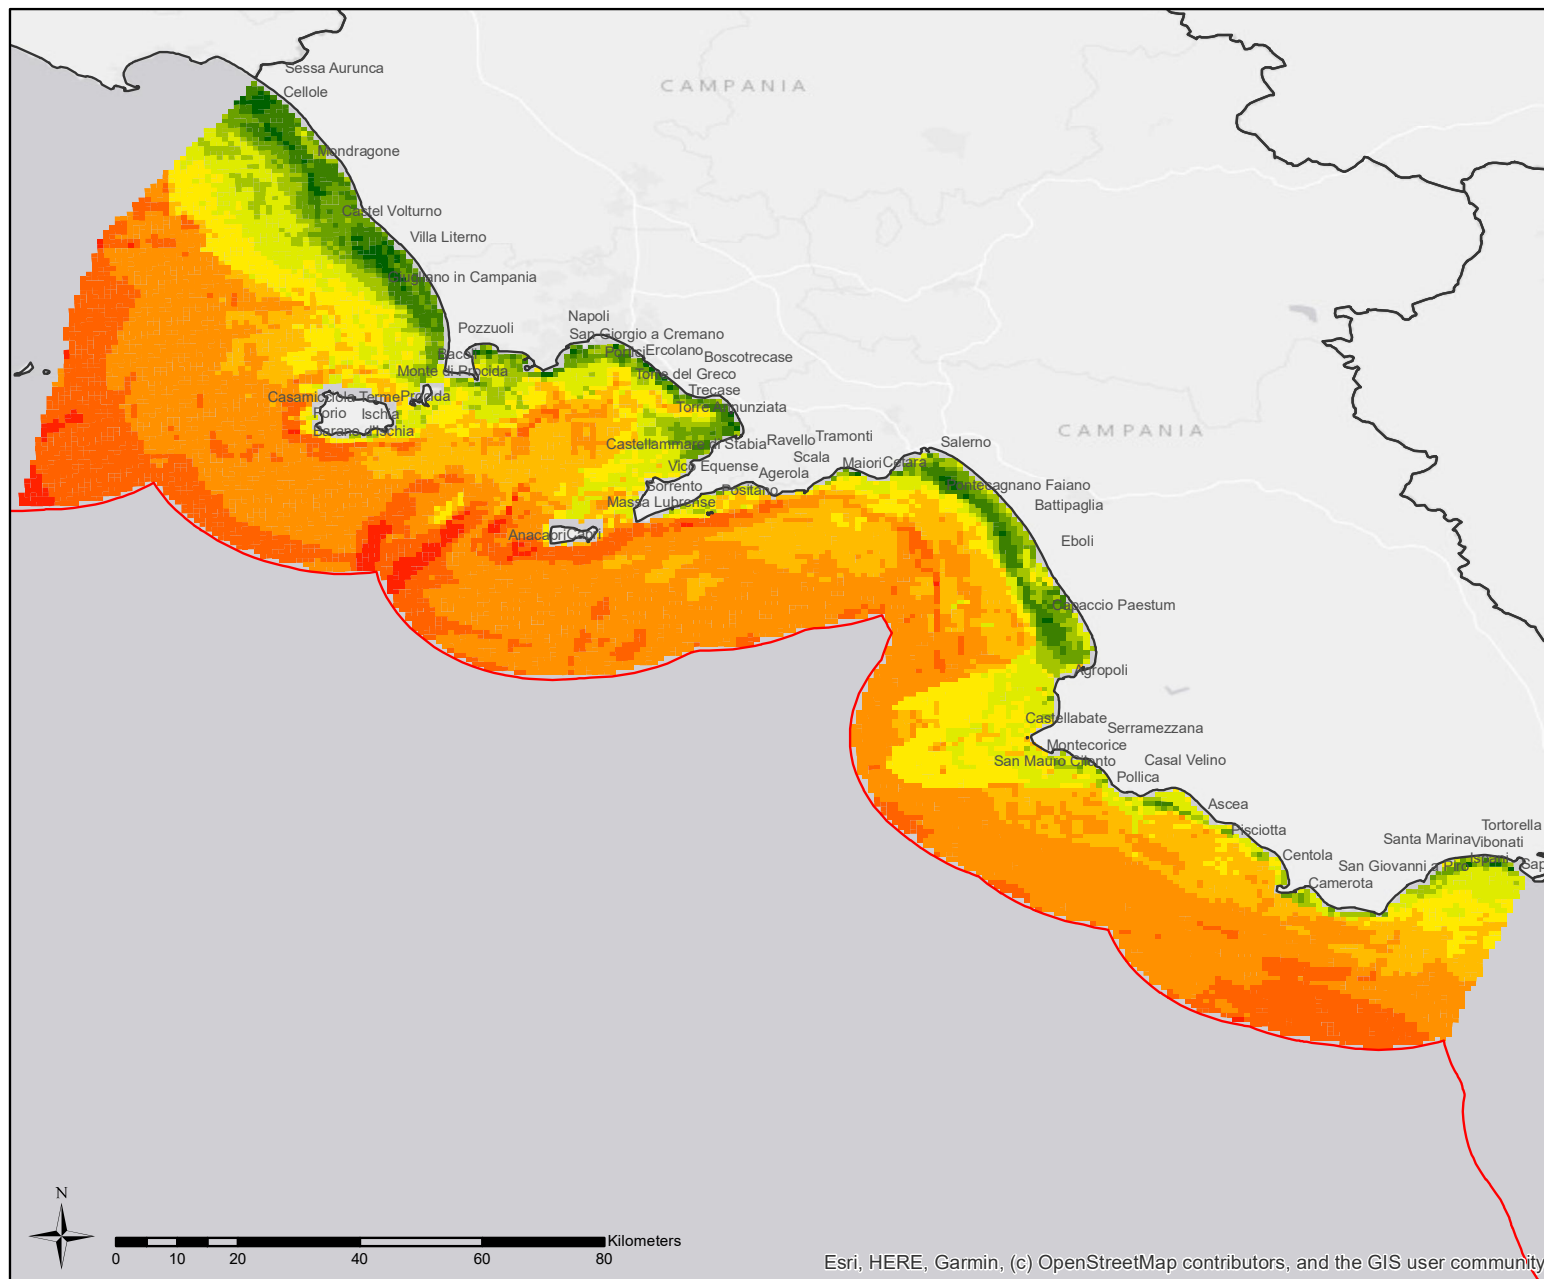 Sessa Aurunca
CAMPANIA
Cellole
Mondragone
Castel Volturno
Villa Literno
Giugliano in Campania
Napoli
Pozzuoli
San Giorgio a Cremano
Bacoli
Portici
Ercolano
Boscotrecase
Monte di Procida
Torre del Greco
Trecase
Casamicciola Terme
Procida
Torre Annunziata
Forio
Ischia
Barano d'Ischia
CAMPANIA
Castellammare di Stabia
Ravello
Tramonti
Salerno
Scala
Vico Equense
Agerola
Maiori
Cetara
Sorrento
Positano
Pontecagnano Faiano
Massa Lubrense
Battipaglia
Anacapri
Capri
Eboli
Capaccio Paestum
Agropoli
Castellabate
Serramezzana
Montecorice
San Mauro Cilento
Casal Velino
Pollica
Ascea
Pisciotta
Tortorella
Santa Marina
Vibonati
Centola
Ispani
San Giovanni a Piro
Sap
Camerota
N
Kilometers
0 10 20 40 60 80
Esri, HERE, Garmin, (c) OpenStreetMap contributors, and the GIS user community